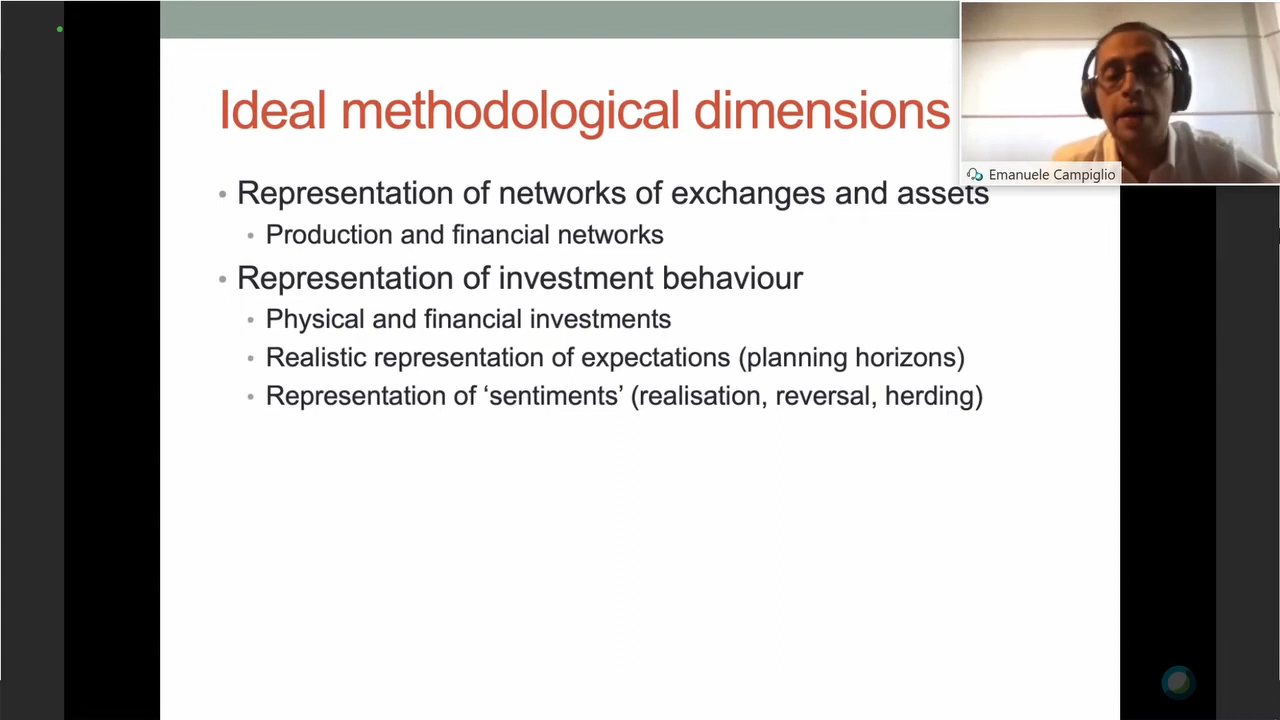 Ideal methodological dimensions
Emanuele Campiglio
• Representation of networks of exchanges and assets
• Production and financial networks
• Representation of investment behaviour
• Physical and financial investments
• Realistic representation of expectations (planning horizons)
• Representation of ‘sentiments’ (realisation, reversal, herding)